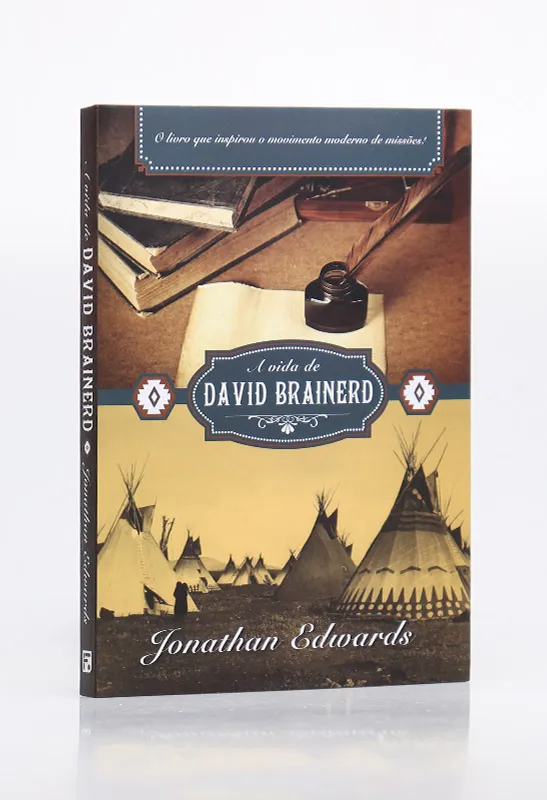 O livro que inspirou o movimento moderno de missões!
A vida de
DAVID BRAINERD
Jonathan Edwards
A vida de DAVID BRAINERD Jonathan Edwards